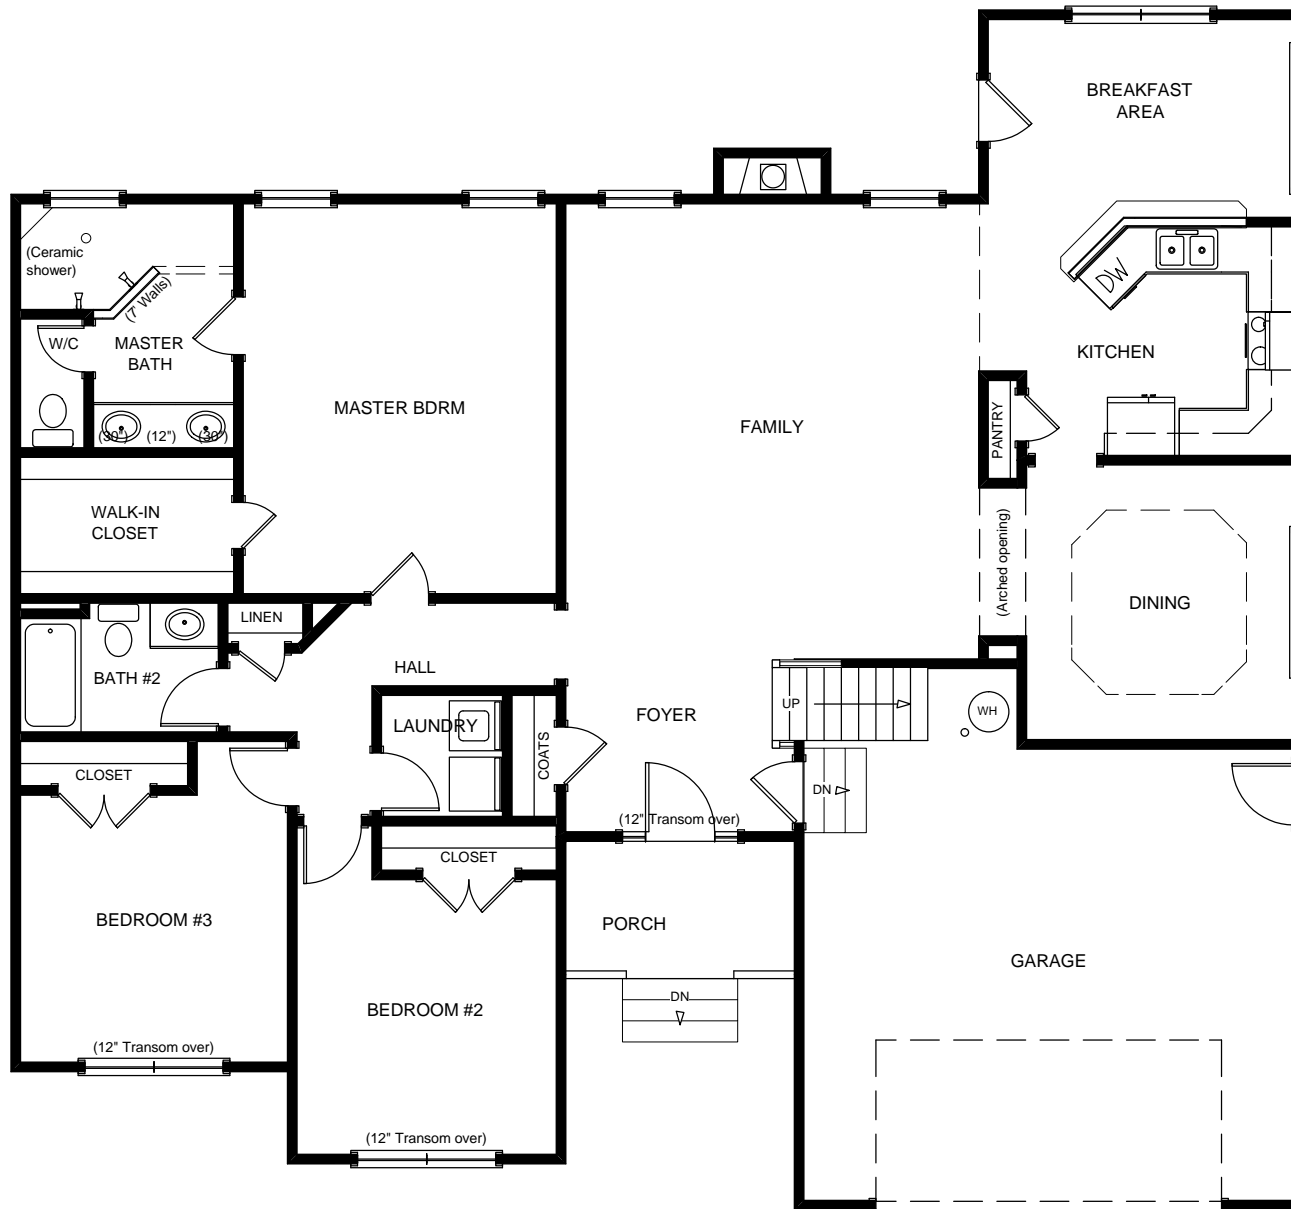 BREAKFAST
AREA
(Ceramic
shower)
(7' Walls)
DW
W/C
MASTER
BATH
KITCHEN
MASTER BDRM
FAMILY
PANTRY
(30")
(12")
(30")
WALK-IN
CLOSET
(Arched opening)
DINING
LINEN
HALL
BATH #2
UP
WH
FOYER
LAUNDRY
COATS
CLOSET
DN
(12" Transom over)
CLOSET
BEDROOM #3
PORCH
GARAGE
DN
BEDROOM #2
(12" Transom over)
(12" Transom over)